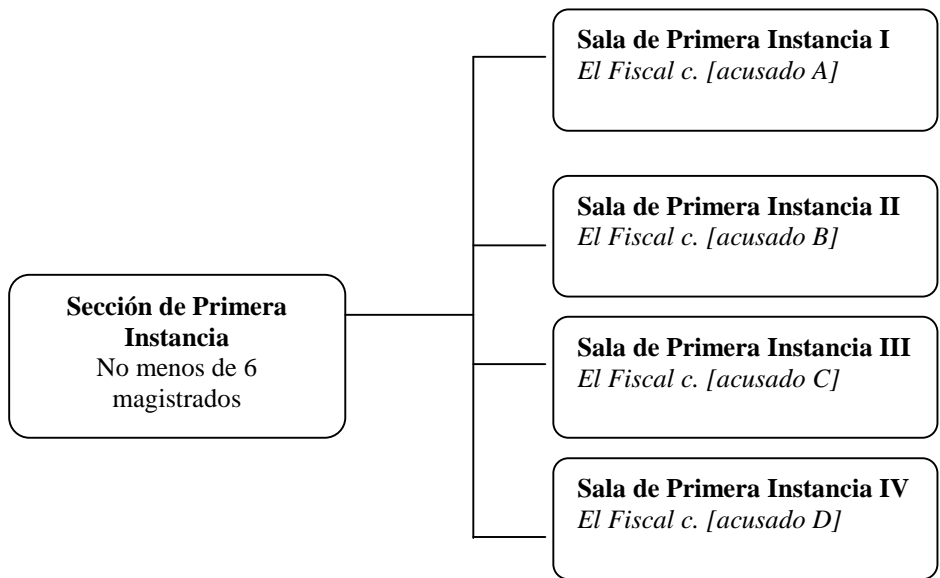 Sala de Primera Instancia I
El Fiscal c. [acusado A]
Sala de Primera Instancia II
El Fiscal c. [acusado B]
Sección de Primera
Instancia
No menos de 6
magistrados
Sala de Primera Instancia III
El Fiscal c. [acusado C]
Sala de Primera Instancia IV
El Fiscal c. [acusado D]